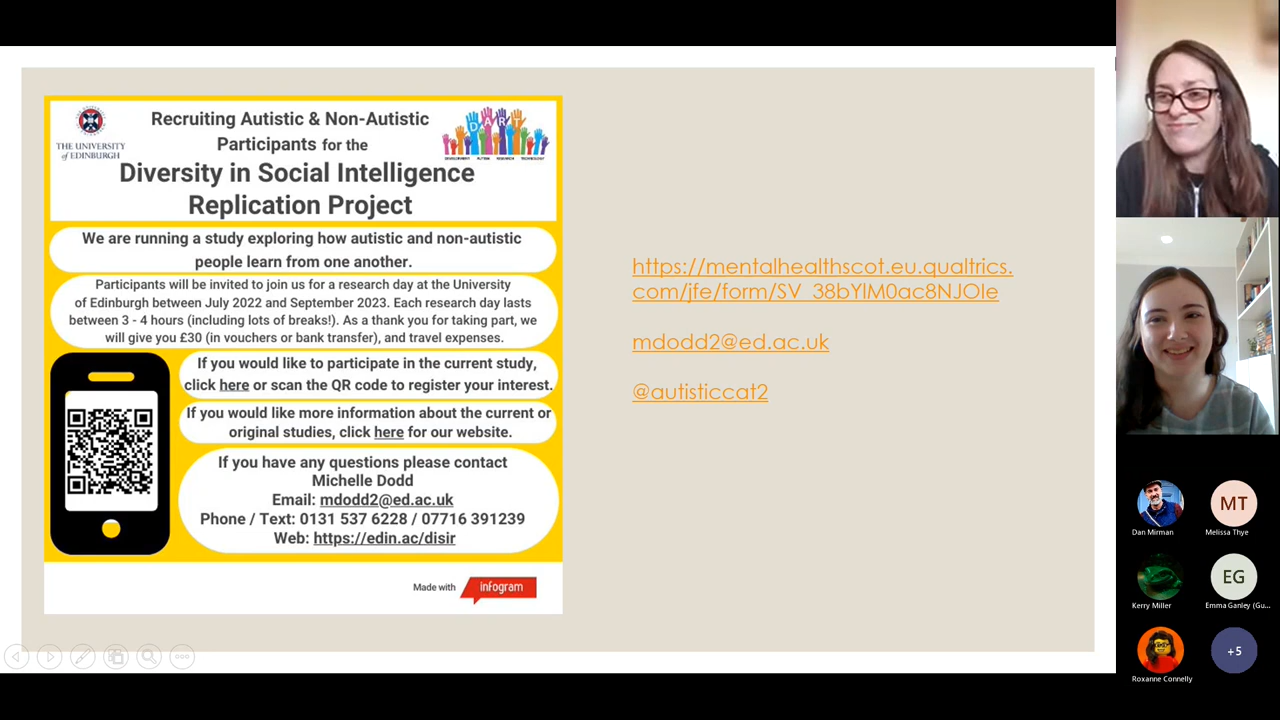 THE UNIVERSITY
of EDINBURGH
Recruiting Autistic & Non-Autistic
Participants for the
Diversity in Social Intelligence
Replication Project
DART
DEVELOPMENT AUTISM RESEARCH TECHNOLOGY
We are running a study exploring how autistic and non-autistic
people learn from one another.
Participants will be invited to join us for a research day at the University
of Edinburgh between July 2022 and September 2023. Each research day lasts
between 3 - 4 hours (including lots of breaks!). As a thank you for taking part, we
will give you £30 (in vouchers or bank transfer), and travel expenses.
If you would like to participate in the current study,
click here or scan the QR code to register your interest.
If you would like more information about the current or
original studies, click here for our website.
If you have any questions please contact
Michelle Dodd
Email: mdodd2@ed.ac.uk
Phone / Text: 0131 537 6228 / 07716 391239
Web: https://edin.ac/disir
Made with infogram
https://mentalhealthscot.eu.qualtrics.
com/jfe/form/SV_38bYlM0ac8NJOIe
mdodd2@ed.ac.uk
@autisticcat2
MT
Dan Mirman
Melissa Thye
EG
Kerry Miller
Emma Ganley (Gu...
+5
Roxanne Connelly